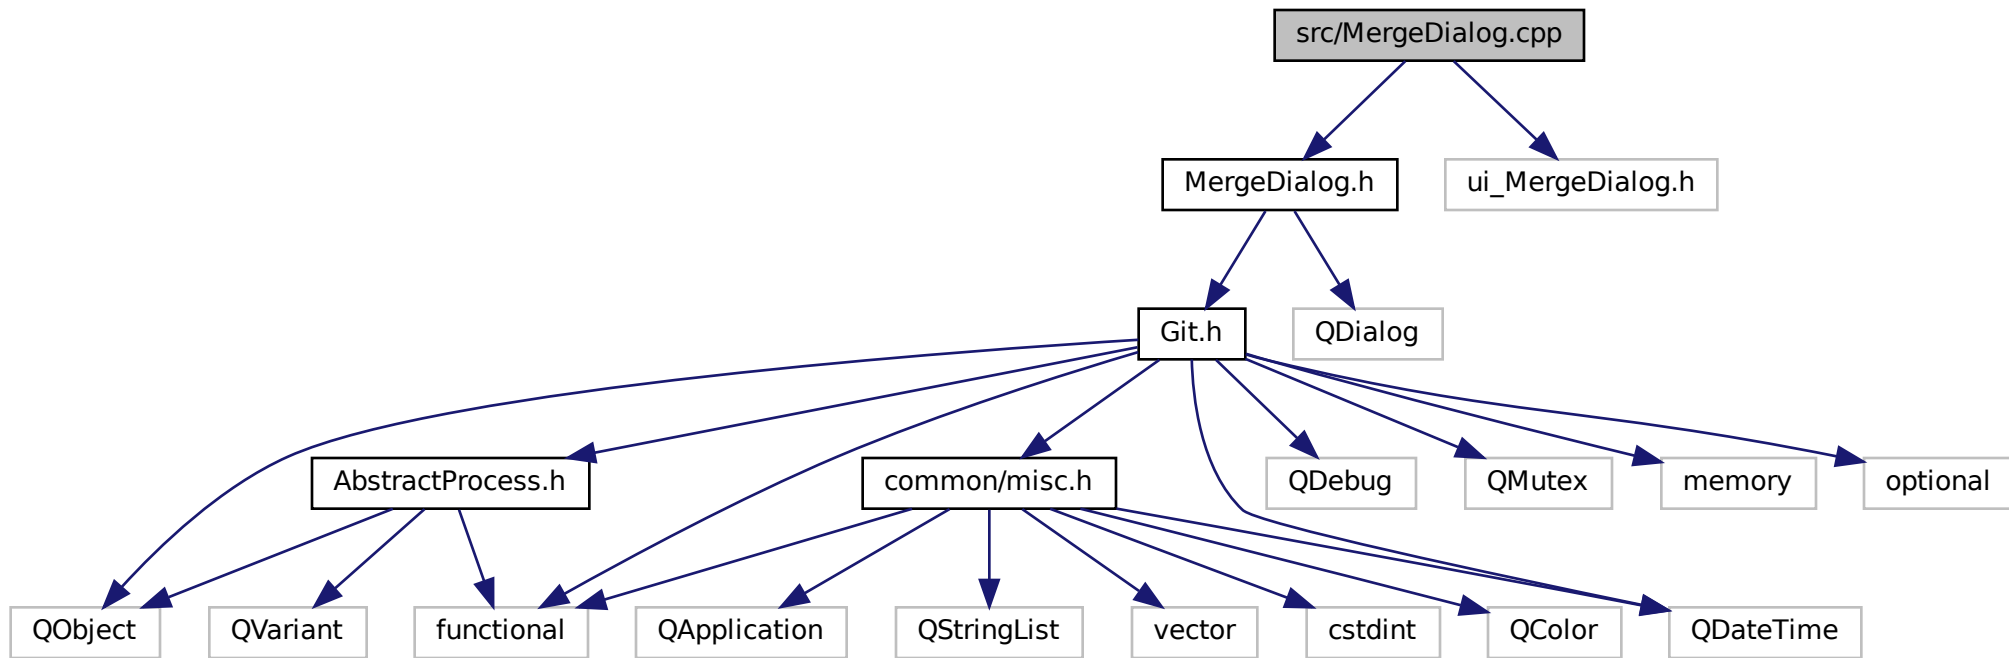 src/MergeDialog.cpp
MergeDialog.h
ui_MergeDialog.h
Git.h
QDialog
AbstractProcess.h
common/misc.h
QDebug
QMutex
memory
optional
QObject
QVariant
functional
QApplication
QStringList
vector
cstdint
QColor
QDateTime